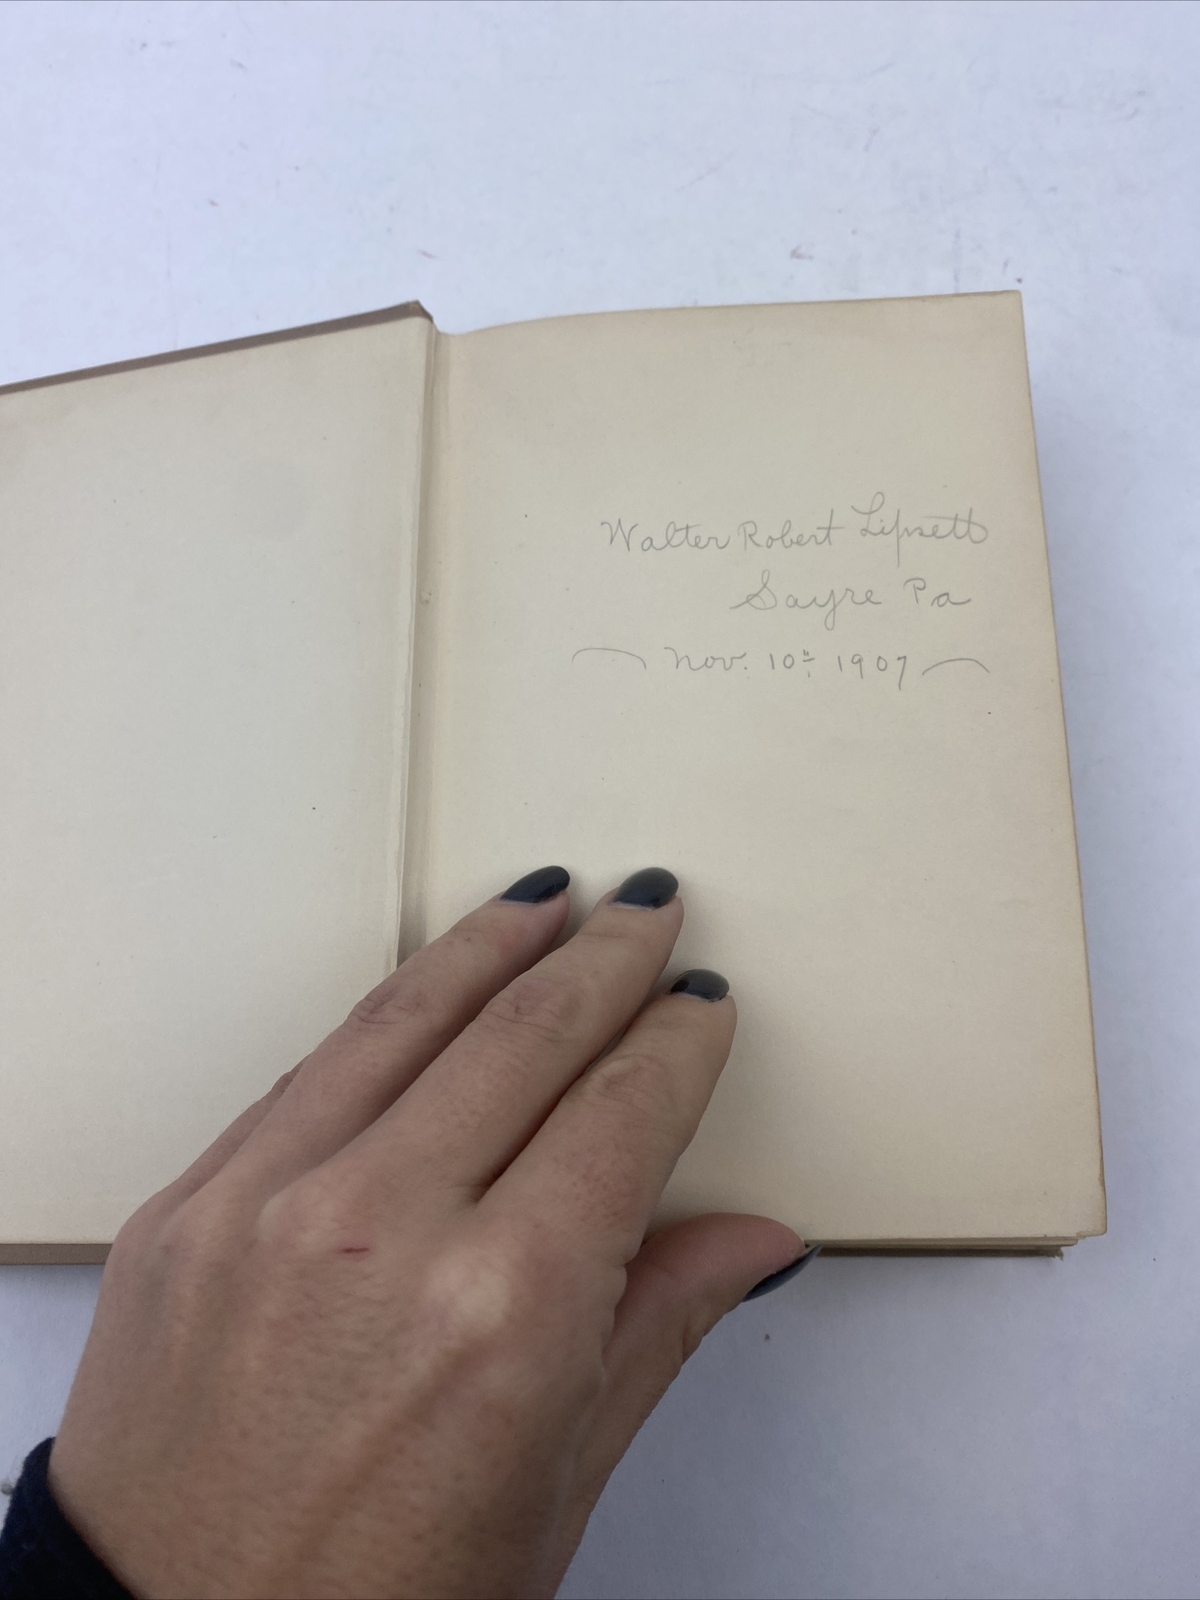 Walter Robert Lipsett
Sayre Pa
Nov. 10th 1907